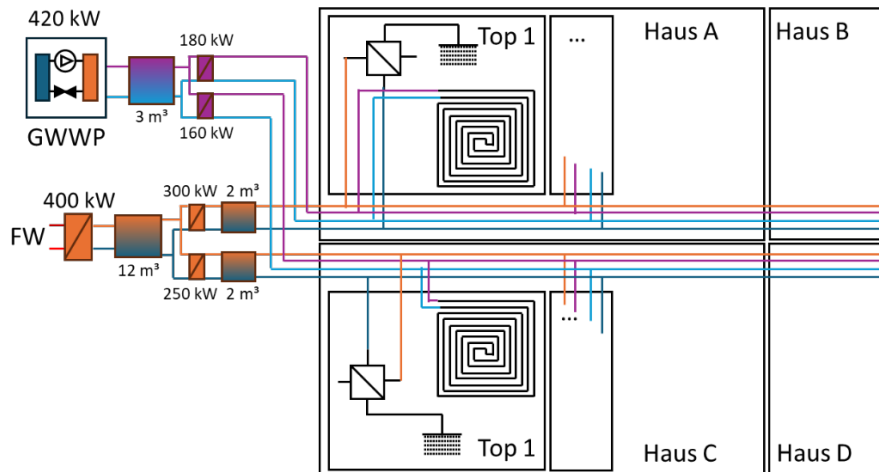 420 kW
GWWP
3 m³
180 kW
160 kW
400 kW
FW
12 m³
300 kW
2 m³
250 kW
2 m³
Top 1
...
Haus A
Haus B
Top 1
...
Haus C
Haus D